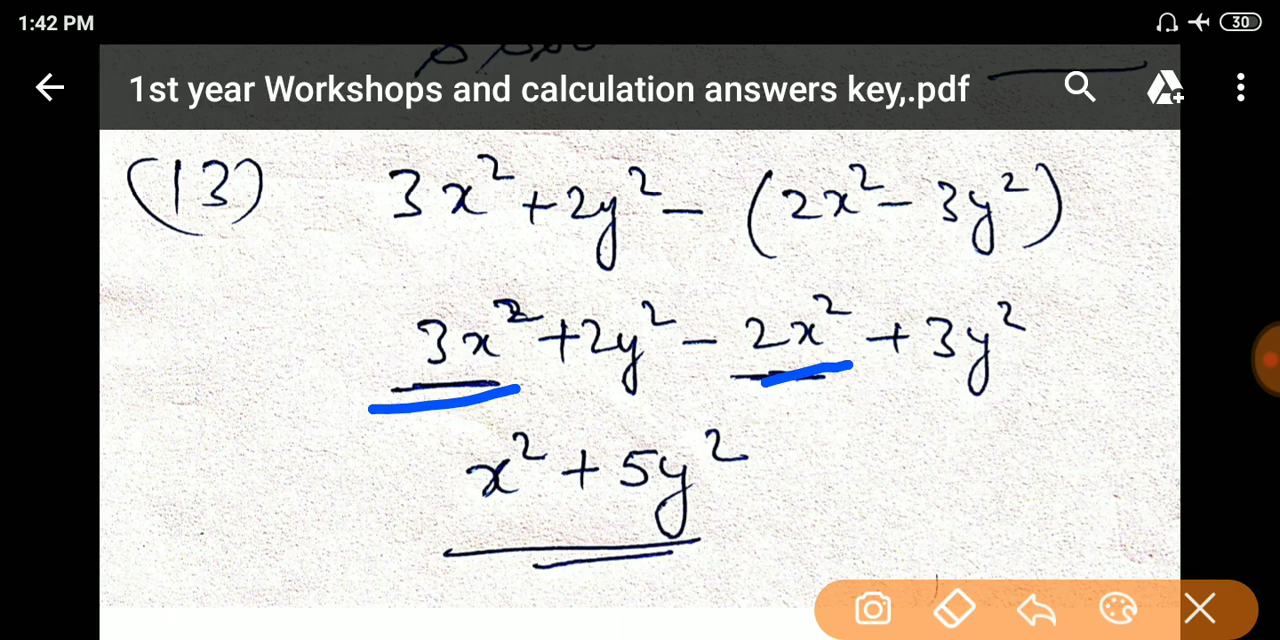 1:42 PM
30
1st year Workshops and calculation answers key,.pdf
(13) 3x² + 2y² - (2x² - 3y²)
3x² + 2y² - 2x² + 3y²
x² + 5y²